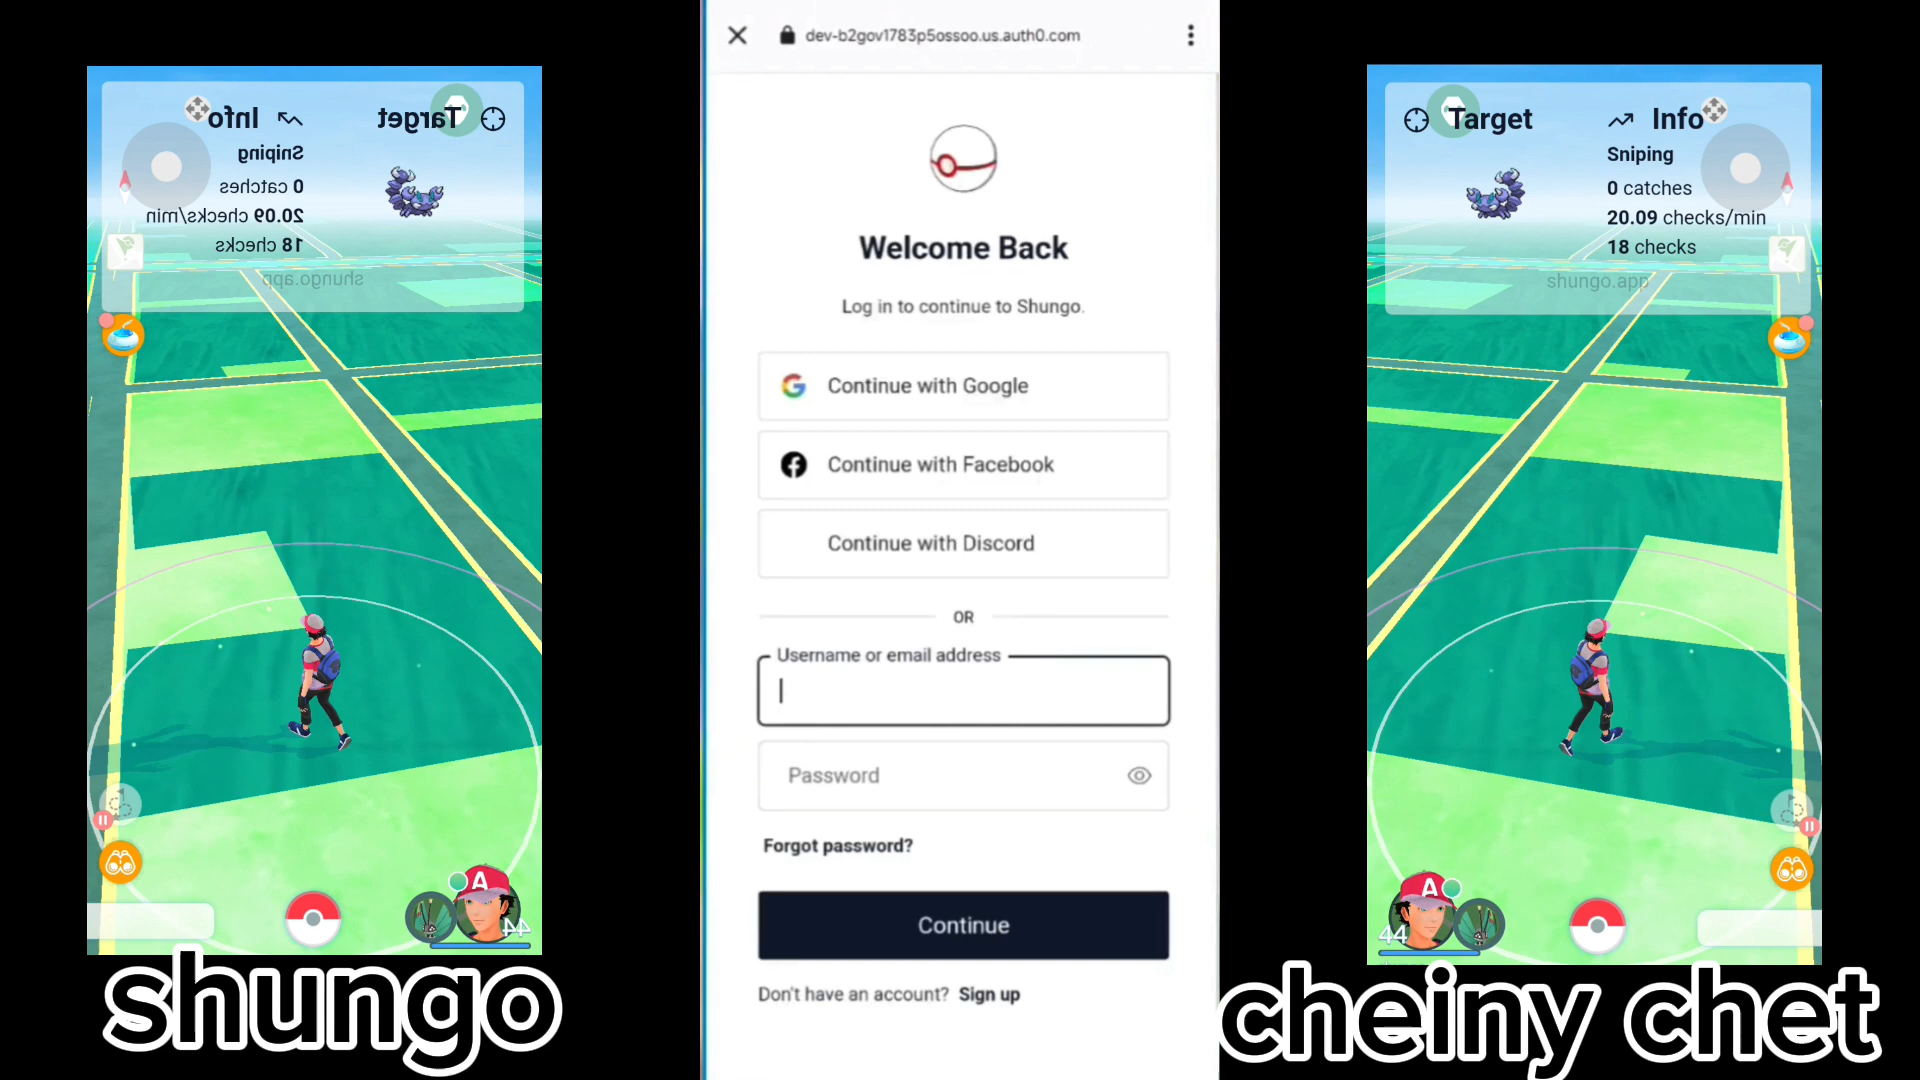 Info Target
Sniping
0 catches
20.09 checks/min
18 checks
shungo.app
A
44
shungo
dev-b2gov1783p5ossoo.us.auth0.com
Welcome Back
Log in to continue to Shungo.
Continue with Google
Continue with Facebook
Continue with Discord
OR
Username or email address
Password
Forgot password?
Continue
Don't have an account? Sign up
Target Info
Sniping
0 catches
20.09 checks/min
18 checks
shungo.app
A
44
cheiny chet